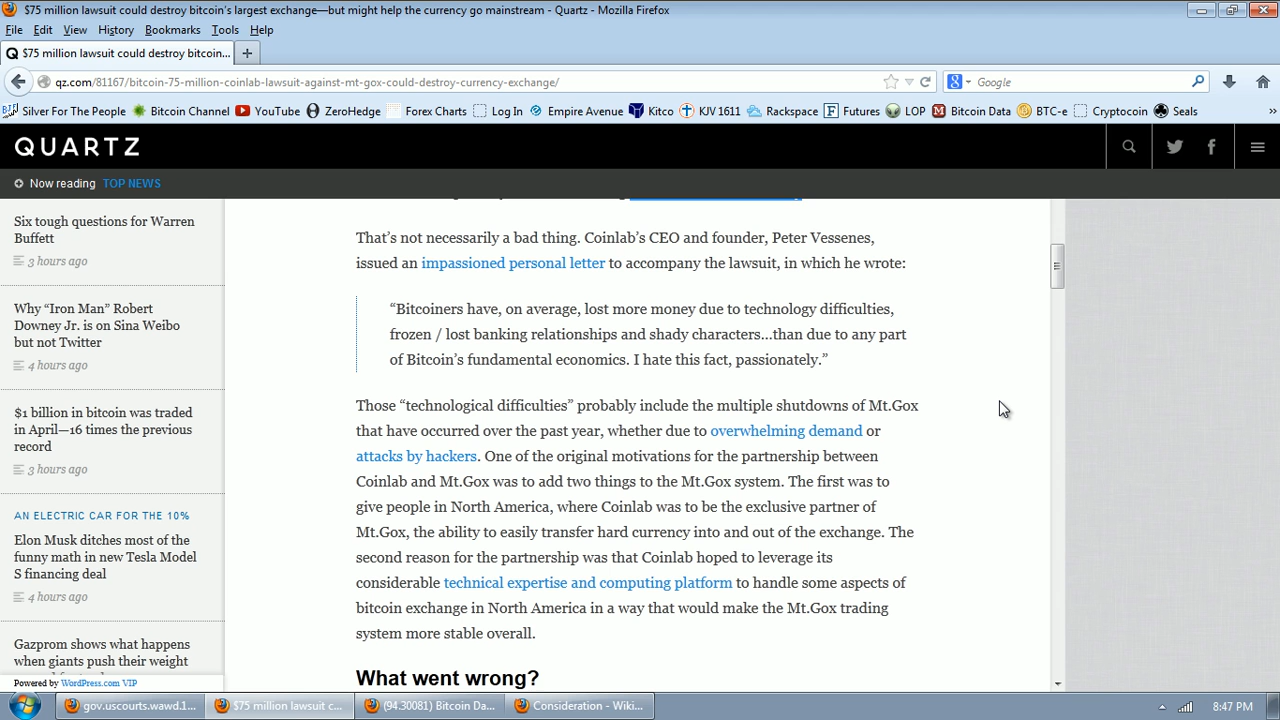 $75 million lawsuit could destroy bitcoin's largest exchange—but might help the currency go mainstream - Quartz - Mozilla Firefox
File Edit View History Bookmarks Tools Help
$75 million lawsuit could destroy bitcoin...
qz.com/81167/bitcoin-75-million-coinlab-lawsuit-against-mt-gox-could-destroy-currency-exchange/
Google
Silver For The People Bitcoin Channel YouTube ZeroHedge Forex Charts Log In Empire Avenue Kitco KJV 1611 Rackspace Futures LOP Bitcoin Data BTC-e Cryptocoin Seals
QUARTZ
Now reading TOP NEWS
Six tough questions for Warren
Buffett
3 hours ago
Why “Iron Man” Robert
Downey Jr. is on Sina Weibo
but not Twitter
4 hours ago
$1 billion in bitcoin was traded
in April—16 times the previous
record
3 hours ago
AN ELECTRIC CAR FOR THE 10%
Elon Musk ditches most of the
funny math in new Tesla Model
S financing deal
4 hours ago
Gazprom shows what happens
when giants push their weight
Powered by WordPress.com VIP
That’s not necessarily a bad thing. Coinlab’s CEO and founder, Peter Vessenes,
issued an impassioned personal letter to accompany the lawsuit, in which he wrote:
“Bitcoiners have, on average, lost more money due to technology difficulties,
frozen / lost banking relationships and shady characters…than due to any part
of Bitcoin’s fundamental economics. I hate this fact, passionately.”
Those “technological difficulties” probably include the multiple shutdowns of Mt.Gox
that have occurred over the past year, whether due to overwhelming demand or
attacks by hackers. One of the original motivations for the partnership between
Coinlab and Mt.Gox was to add two things to the Mt.Gox system. The first was to
give people in North America, where Coinlab was to be the exclusive partner of
Mt.Gox, the ability to easily transfer hard currency into and out of the exchange. The
second reason for the partnership was that Coinlab hoped to leverage its
considerable technical expertise and computing platform to handle some aspects of
bitcoin exchange in North America in a way that would make the Mt.Gox trading
system more stable overall.
What went wrong?
gov.uscourts.wawd.1... $75 million lawsuit c... (94.30081) Bitcoin Da... Consideration - Wiki... 8:47 PM